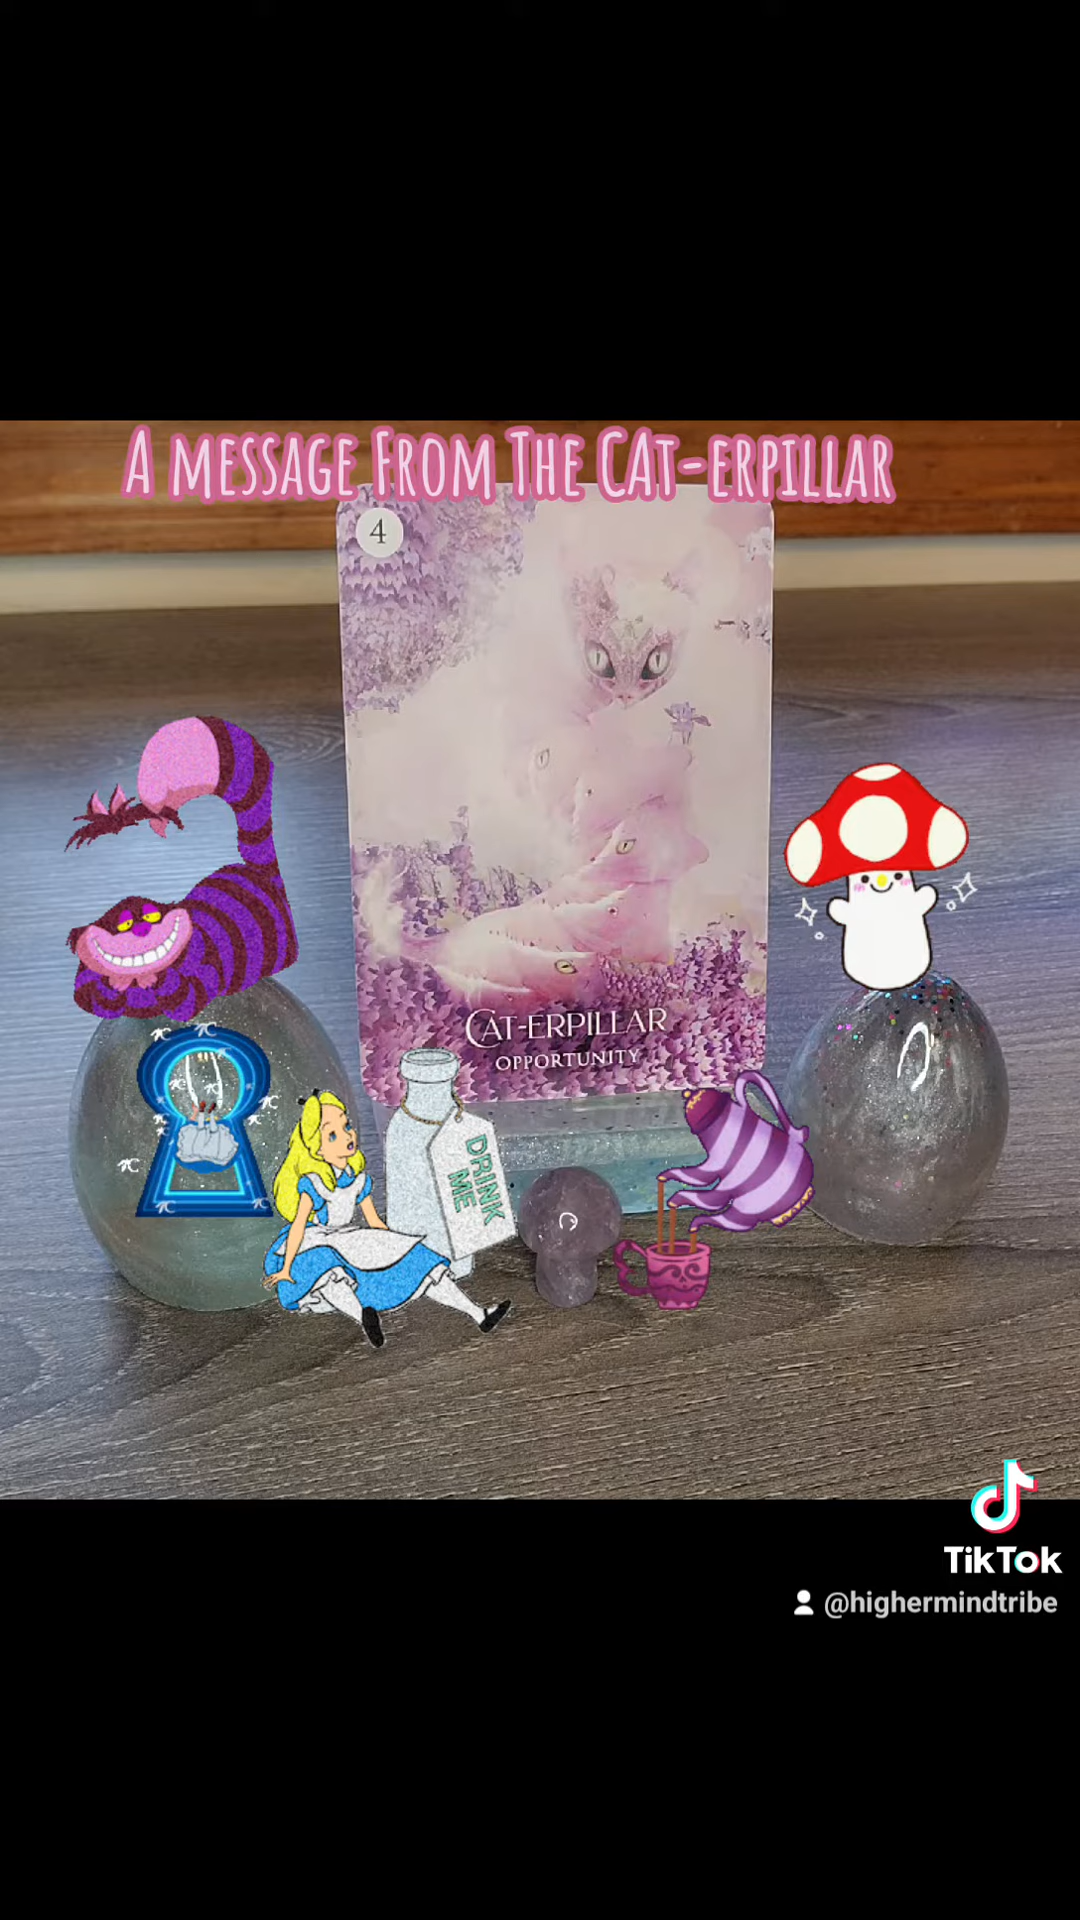 A MESSAGE FROM THE CAT-ERPILLAR
4
CAT-ERPILLAR
OPPORTUNITY
DRINK
ME
TikTok
@highermindtribe